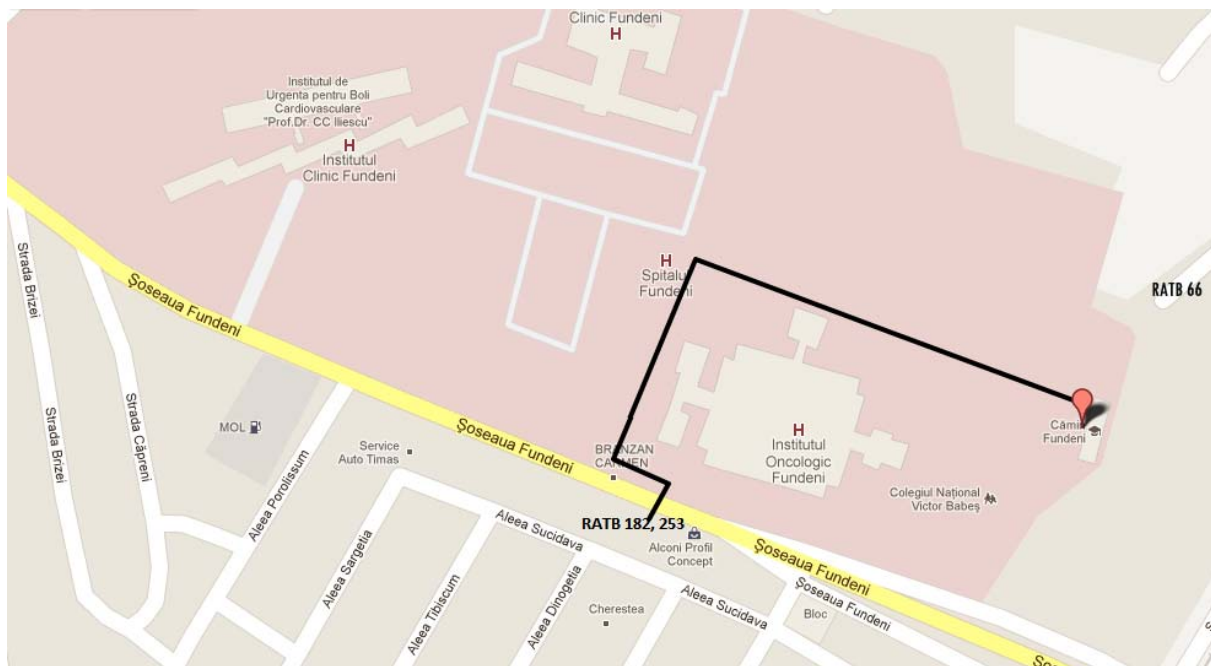 Clinic Fundeni
H
Institutul de
Urgenta pentru Boli
Cardiovasculare
"Prof.Dr. CC Iliescu"
H
Institutul
Clinic Fundeni
Strada Brizei
Şoseaua Fundeni
H
Spitalul
Fundeni
RATB 66
Strada Brizei
Strada Căpreni
MOL
Aleea Porolissum
Service
Auto Timas
Şoseaua Fundeni
BRANZAN
CARMEN
H
Institutul
Oncologic
Fundeni
Cămin
Fundeni
Colegiul Național
Victor Babeş
RATB 182, 253
Alconi Profil
Concept
Aleea Sargetia
Aleea Sucidava
Aleea Tibiscum
Aleea Dinogetia
Cherestea
Aleea Sucidava
Şoseaua Fundeni
Şoseaua Fundeni
Bloc